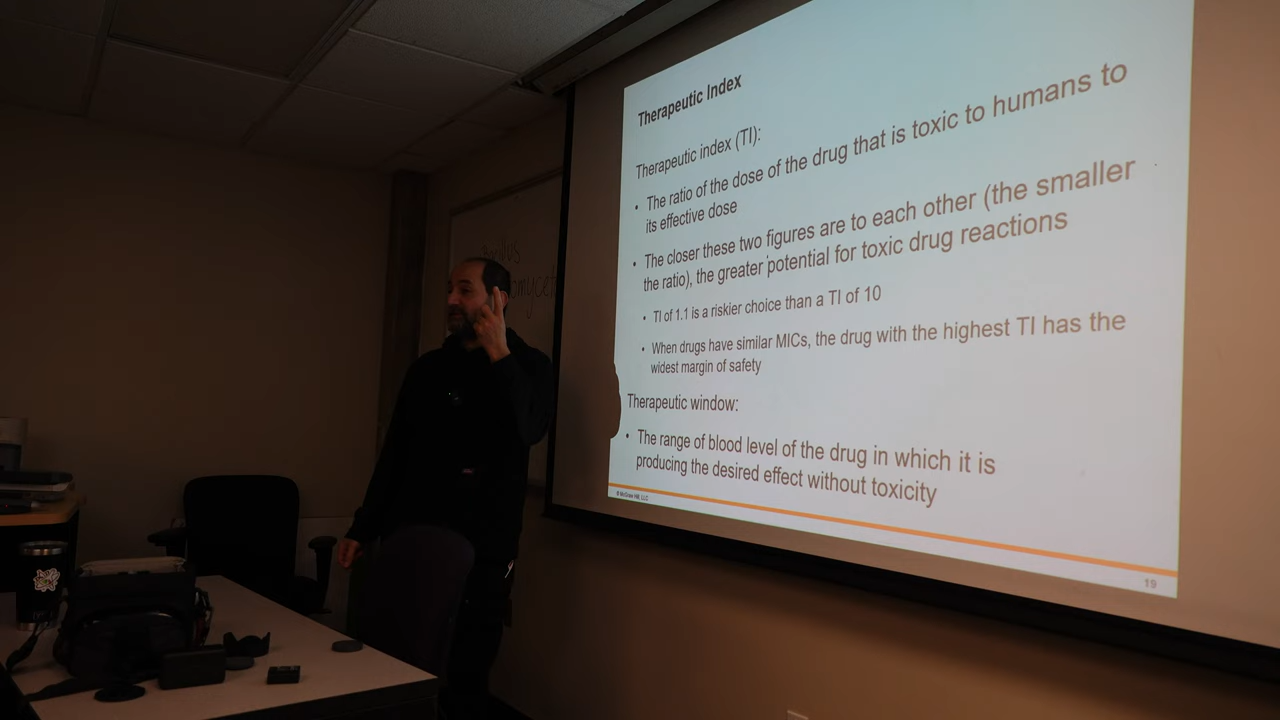 Therapeutic Index
Therapeutic index (TI):
• The ratio of the dose of the drug that is toxic to humans to
its effective dose
• The closer these two figures are to each other (the smaller
the ratio), the greater potential for toxic drug reactions
• TI of 1.1 is a riskier choice than a TI of 10
• When drugs have similar MICs, the drug with the highest TI has the
widest margin of safety
Therapeutic window:
• The range of blood level of the drug in which it is
producing the desired effect without toxicity
© McGraw Hill, LLC
19